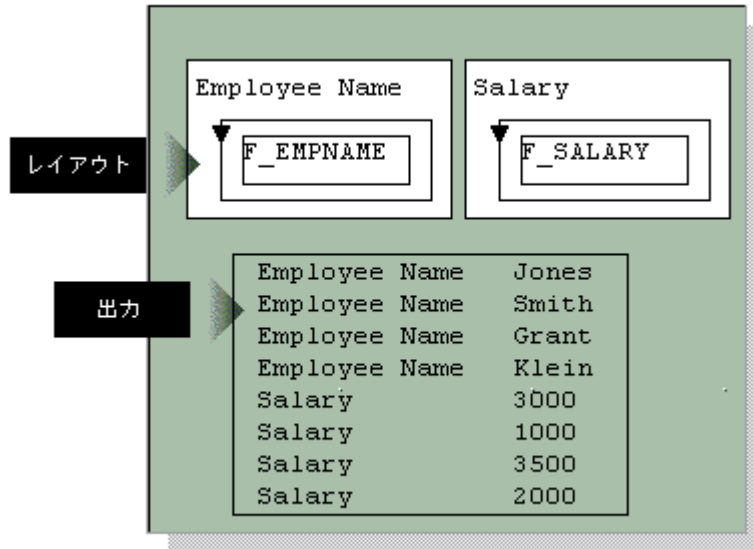 Employee Name
Salary
レイアウト
F_EMPNAME
F_SALARY
出力
Employee Name Jones
Employee Name Smith
Employee Name Grant
Employee Name Klein
Salary 3000
Salary 1000
Salary 3500
Salary 2000